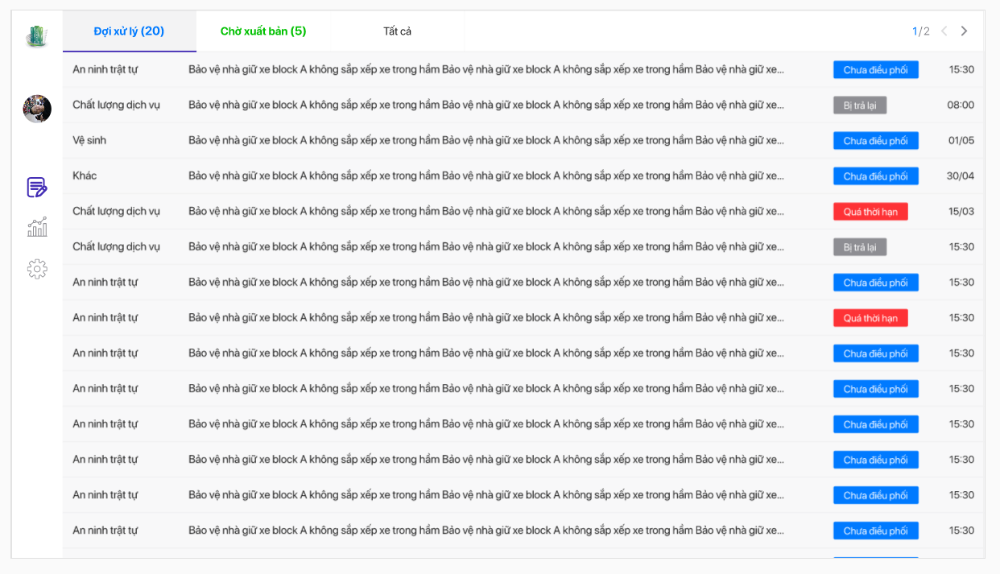 Đợi xử lý (20) Chờ xuất bản (5) Tất cả 1/2
An ninh trật tự Bảo vệ nhà giữ xe block A không sắp xếp xe trong hầm Bảo vệ nhà giữ xe block A không sắp xếp xe trong hầm Bảo vệ nhà giữ xe... Chưa điều phối 15:30
Chất lượng dịch vụ Bảo vệ nhà giữ xe block A không sắp xếp xe trong hầm Bảo vệ nhà giữ xe block A không sắp xếp xe trong hầm Bảo vệ nhà giữ xe... Bị trả lại 08:00
Vệ sinh Bảo vệ nhà giữ xe block A không sắp xếp xe trong hầm Bảo vệ nhà giữ xe block A không sắp xếp xe trong hầm Bảo vệ nhà giữ xe... Chưa điều phối 01/05
Khác Bảo vệ nhà giữ xe block A không sắp xếp xe trong hầm Bảo vệ nhà giữ xe block A không sắp xếp xe trong hầm Bảo vệ nhà giữ xe... Chưa điều phối 30/04
Chất lượng dịch vụ Bảo vệ nhà giữ xe block A không sắp xếp xe trong hầm Bảo vệ nhà giữ xe block A không sắp xếp xe trong hầm Bảo vệ nhà giữ xe... Quá thời hạn 15/03
Chất lượng dịch vụ Bảo vệ nhà giữ xe block A không sắp xếp xe trong hầm Bảo vệ nhà giữ xe block A không sắp xếp xe trong hầm Bảo vệ nhà giữ xe... Bị trả lại 15:30
An ninh trật tự Bảo vệ nhà giữ xe block A không sắp xếp xe trong hầm Bảo vệ nhà giữ xe block A không sắp xếp xe trong hầm Bảo vệ nhà giữ xe... Chưa điều phối 15:30
An ninh trật tự Bảo vệ nhà giữ xe block A không sắp xếp xe trong hầm Bảo vệ nhà giữ xe block A không sắp xếp xe trong hầm Bảo vệ nhà giữ xe... Quá thời hạn 15:30
An ninh trật tự Bảo vệ nhà giữ xe block A không sắp xếp xe trong hầm Bảo vệ nhà giữ xe block A không sắp xếp xe trong hầm Bảo vệ nhà giữ xe... Chưa điều phối 15:30
An ninh trật tự Bảo vệ nhà giữ xe block A không sắp xếp xe trong hầm Bảo vệ nhà giữ xe block A không sắp xếp xe trong hầm Bảo vệ nhà giữ xe... Chưa điều phối 15:30
An ninh trật tự Bảo vệ nhà giữ xe block A không sắp xếp xe trong hầm Bảo vệ nhà giữ xe block A không sắp xếp xe trong hầm Bảo vệ nhà giữ xe... Chưa điều phối 15:30
An ninh trật tự Bảo vệ nhà giữ xe block A không sắp xếp xe trong hầm Bảo vệ nhà giữ xe block A không sắp xếp xe trong hầm Bảo vệ nhà giữ xe... Chưa điều phối 15:30
An ninh trật tự Bảo vệ nhà giữ xe block A không sắp xếp xe trong hầm Bảo vệ nhà giữ xe block A không sắp xếp xe trong hầm Bảo vệ nhà giữ xe... Chưa điều phối 15:30
An ninh trật tự Bảo vệ nhà giữ xe block A không sắp xếp xe trong hầm Bảo vệ nhà giữ xe block A không sắp xếp xe trong hầm Bảo vệ nhà giữ xe... Chưa điều phối 15:30